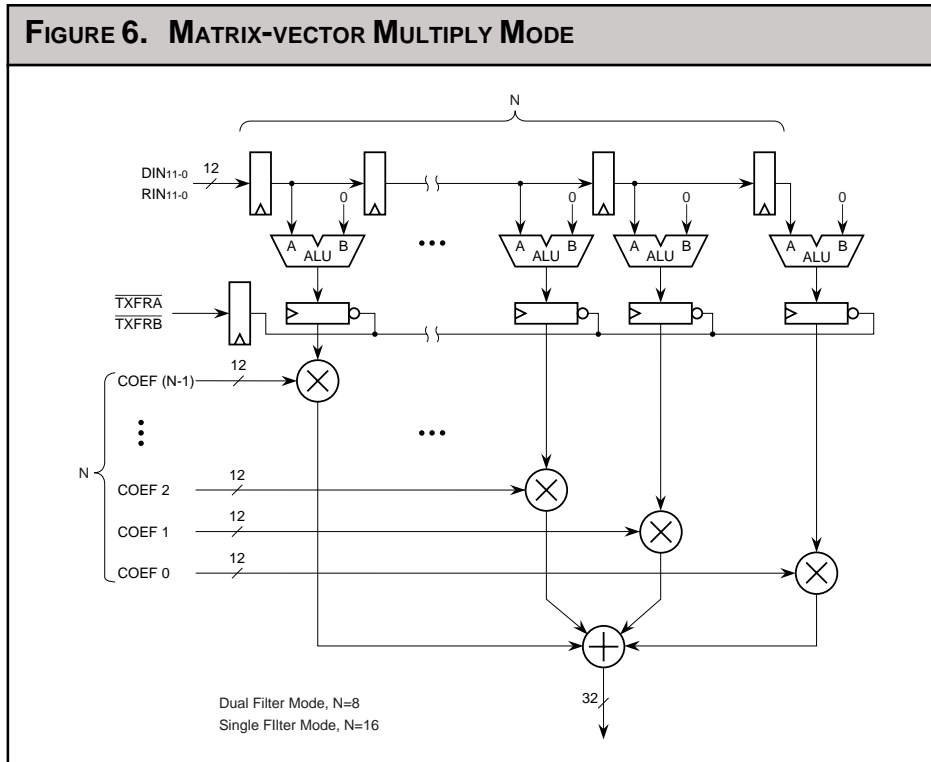 FIGURE 6. MATRIX-VECTOR MULTIPLY MODE
N
DIN11-0 12
RIN11-0
0 0 0 0
A B A B A B A B
ALU ALU ALU ALU
TXFRA
TXFRB
N
COEF (N-1) 12
COEF 2 12
COEF 1 12
COEF 0 12
32
Dual Filter Mode, N=8
Single FIlter Mode, N=16